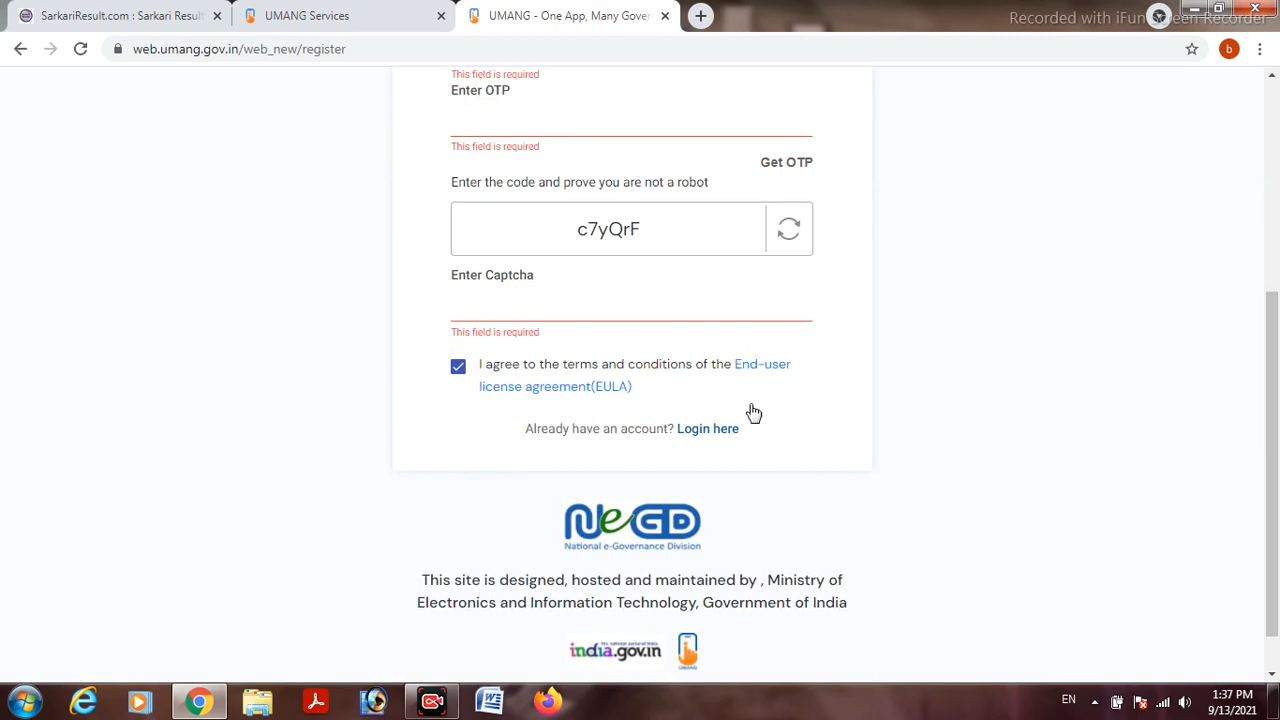 SarkariResult.com : Sarkari Result
UMANG Services
UMANG - One App, Many Gover
Recorded with iFun Screen Recorder
web.umang.gov.in/web_new/register
b
This field is required
Enter OTP
This field is required
Get OTP
Enter the code and prove you are not a robot
c7yQrF
Enter Captcha
This field is required
I agree to the terms and conditions of the End-user
license agreement(EULA)
Already have an account? Login here
NeGD
National e-Governance Division
This site is designed, hosted and maintained by , Ministry of
Electronics and Information Technology, Government of India
india.gov.in
EN
1:37 PM
9/13/2021